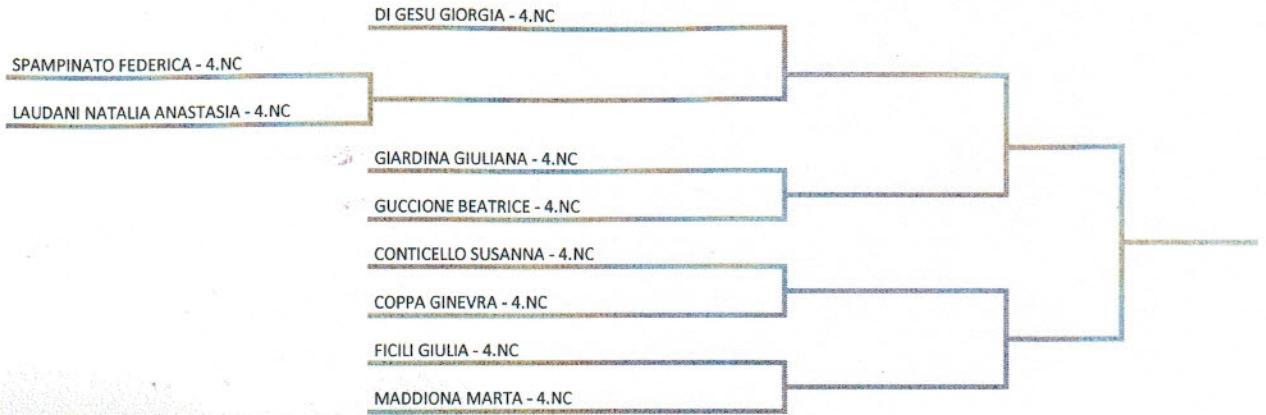 DI GESU GIORGIA - 4.NC
SPAMPINATO FEDERICA - 4.NC
LAUDANI NATALIA ANASTASIA - 4.NC
GIARDINA GIULIANA - 4.NC
GUCCIONE BEATRICE - 4.NC
CONTICELLO SUSANNA - 4.NC
COPPA GINEVRA - 4.NC
FICILI GIULIA - 4.NC
MADDIONA MARTA - 4.NC